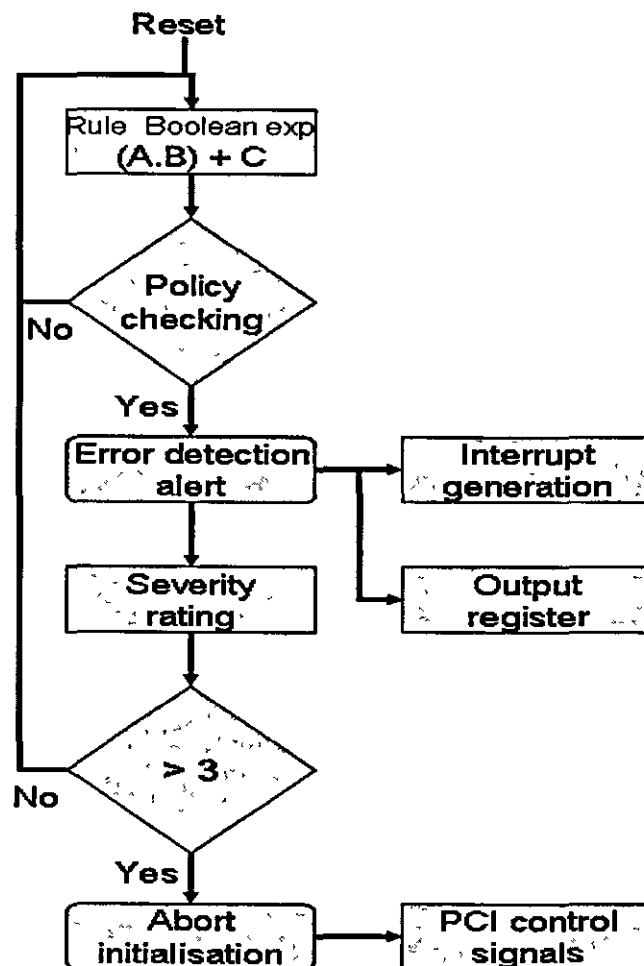 Reset
Rule Boolean exp
(A.B) + C
Policy
checking
No
Yes
Error detection
alert
Interrupt
generation
Severity
rating
Output
register
> 3
No
Yes
Abort
initialisation
PCI control
signals